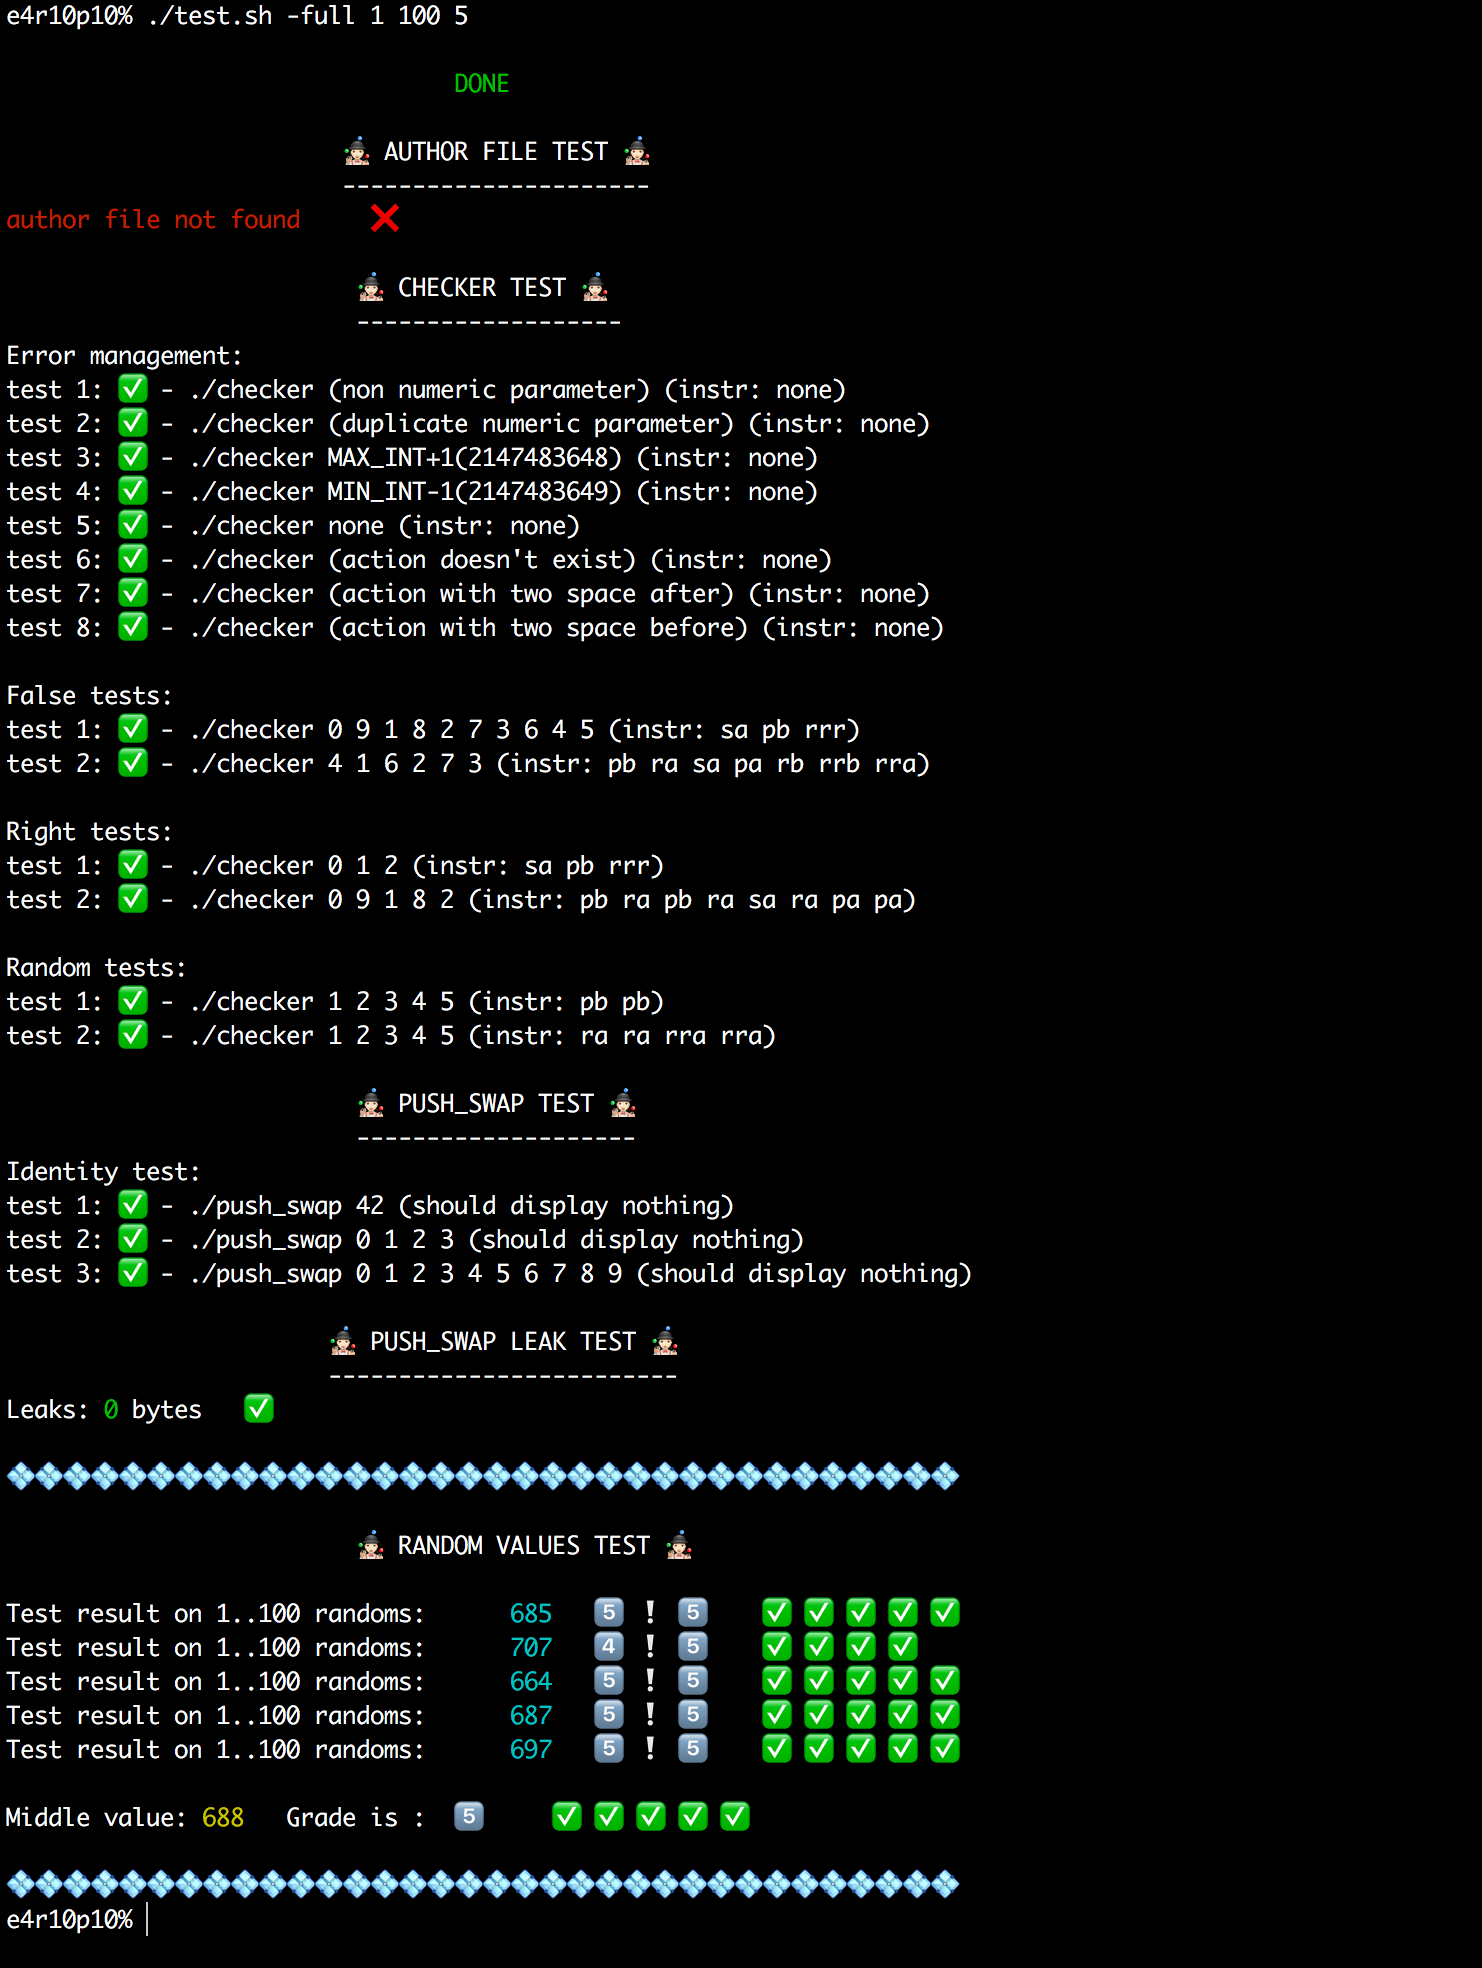 e4r10p10% ./test.sh -full 1 100 5
DONE
AUTHOR FILE TEST
-----------------------
author file not found ❌
CHECKER TEST
-------------------
Error management:
test 1: ✅ - ./checker (non numeric parameter) (instr: none)
test 2: ✅ - ./checker (duplicate numeric parameter) (instr: none)
test 3: ✅ - ./checker MAX_INT+1(2147483648) (instr: none)
test 4: ✅ - ./checker MIN_INT-1(2147483649) (instr: none)
test 5: ✅ - ./checker none (instr: none)
test 6: ✅ - ./checker (action doesn't exist) (instr: none)
test 7: ✅ - ./checker (action with two space after) (instr: none)
test 8: ✅ - ./checker (action with two space before) (instr: none)
False tests:
test 1: ✅ - ./checker 0 9 1 8 2 7 3 6 4 5 (instr: sa pb rrr)
test 2: ✅ - ./checker 4 1 6 2 7 3 (instr: pb ra sa pa rb rrb rra)
Right tests:
test 1: ✅ - ./checker 0 1 2 (instr: sa pb rrr)
test 2: ✅ - ./checker 0 9 1 8 2 (instr: pb ra pb ra sa ra pa pa)
Random tests:
test 1: ✅ - ./checker 1 2 3 4 5 (instr: pb pb)
test 2: ✅ - ./checker 1 2 3 4 5 (instr: ra ra rra rra)
PUSH_SWAP TEST
--------------------
Identity test:
test 1: ✅ - ./push_swap 42 (should display nothing)
test 2: ✅ - ./push_swap 0 1 2 3 (should display nothing)
test 3: ✅ - ./push_swap 0 1 2 3 4 5 6 7 8 9 (should display nothing)
PUSH_SWAP LEAK TEST
-------------------------
Leaks: 0 bytes ✅
RANDOM VALUES TEST
Test result on 1..100 randoms: 685 5 ! 5 ✅ ✅ ✅ ✅ ✅
Test result on 1..100 randoms: 707 4 ! 5 ✅ ✅ ✅ ✅
Test result on 1..100 randoms: 664 5 ! 5 ✅ ✅ ✅ ✅ ✅
Test result on 1..100 randoms: 687 5 ! 5 ✅ ✅ ✅ ✅ ✅
Test result on 1..100 randoms: 697 5 ! 5 ✅ ✅ ✅ ✅ ✅
Middle value: 688 Grade is : 5 ✅ ✅ ✅ ✅ ✅
e4r10p10%